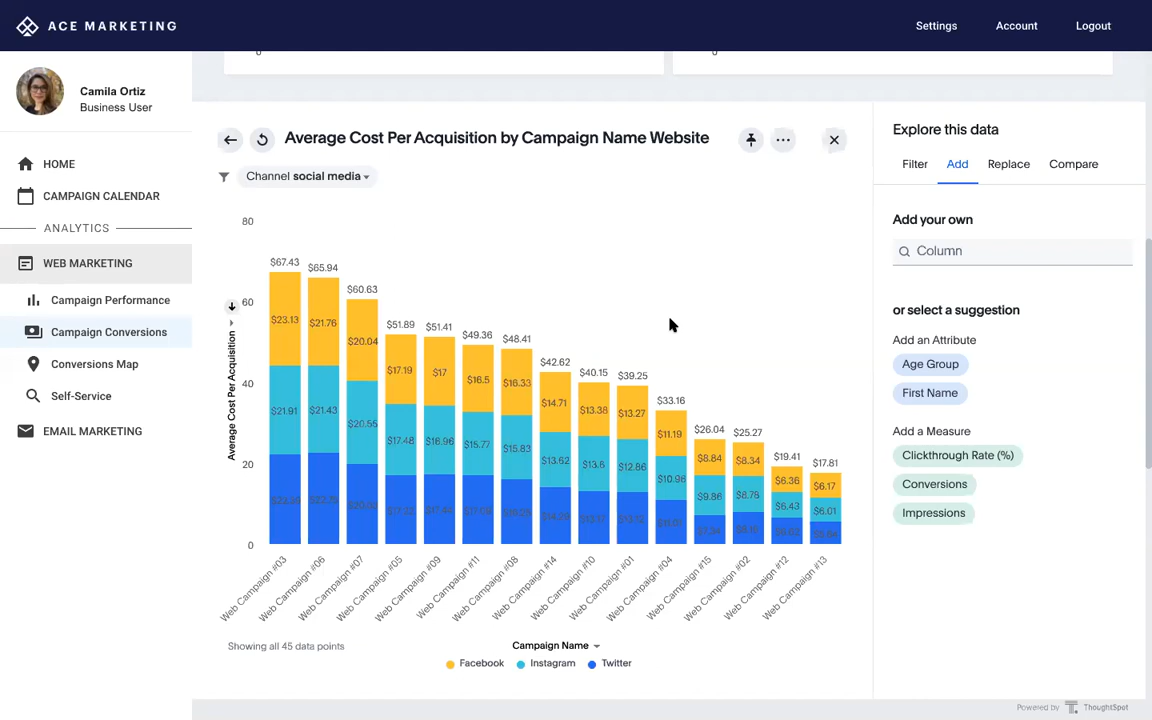 ACE MARKETING
Settings Account Logout
0 0
Camila Ortiz
Business User
HOME
CAMPAIGN CALENDAR
ANALYTICS
WEB MARKETING
Campaign Performance
Campaign Conversions
Conversions Map
Self-Service
EMAIL MARKETING
Average Cost Per Acquisition by Campaign Name Website
Channel social media
80
60
40
20
0
Average Cost Per Acquisition
$67.43 $65.94 $60.63 $51.89 $51.41 $49.36 $48.41 $42.62 $40.15 $39.25 $33.16 $26.04 $25.27 $19.41 $17.81
$23.13 $21.76 $20.04 $17.19 $17 $16.5 $16.33 $14.71 $13.38 $13.27 $11.19 $8.84 $8.34 $6.36 $6.17
$21.91 $21.43 $20.55 $17.48 $16.96 $15.77 $15.83 $13.62 $13.6 $12.86 $10.96 $9.86 $8.78 $6.43 $6.01
Web Campaign #03
Web Campaign #06
Web Campaign #07
Web Campaign #05
Web Campaign #09
Web Campaign #11
Web Campaign #08
Web Campaign #14
Web Campaign #10
Web Campaign #01
Web Campaign #04
Web Campaign #15
Web Campaign #02
Web Campaign #12
Web Campaign #13
Showing all 45 data points
Campaign Name
Facebook Instagram Twitter
Explore this data
Filter Add Replace Compare
Add your own
Column
or select a suggestion
Add an Attribute
Age Group
First Name
Add a Measure
Clickthrough Rate (%)
Conversions
Impressions
Powered by ThoughtSpot